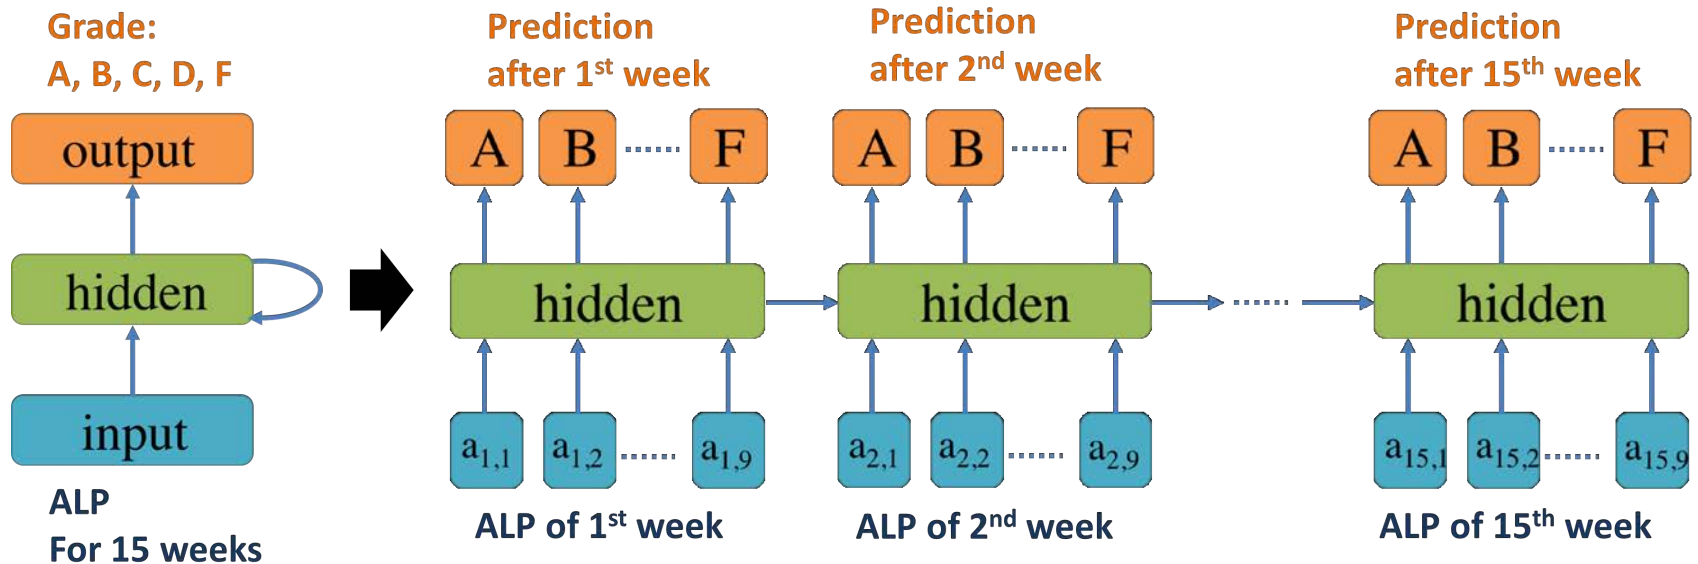 Grade:
A, B, C, D, F
output
hidden
input
ALP
For 15 weeks
Prediction
after 1st week
A B ...... F
hidden
a1,1 a1,2 ...... a1,9
ALP of 1st week
Prediction
after 2nd week
A B ...... F
hidden
a2,1 a2,2 ...... a2,9
ALP of 2nd week
......
Prediction
after 15th week
A B ...... F
hidden
a15,1 a15,2 ...... a15,9
ALP of 15th week